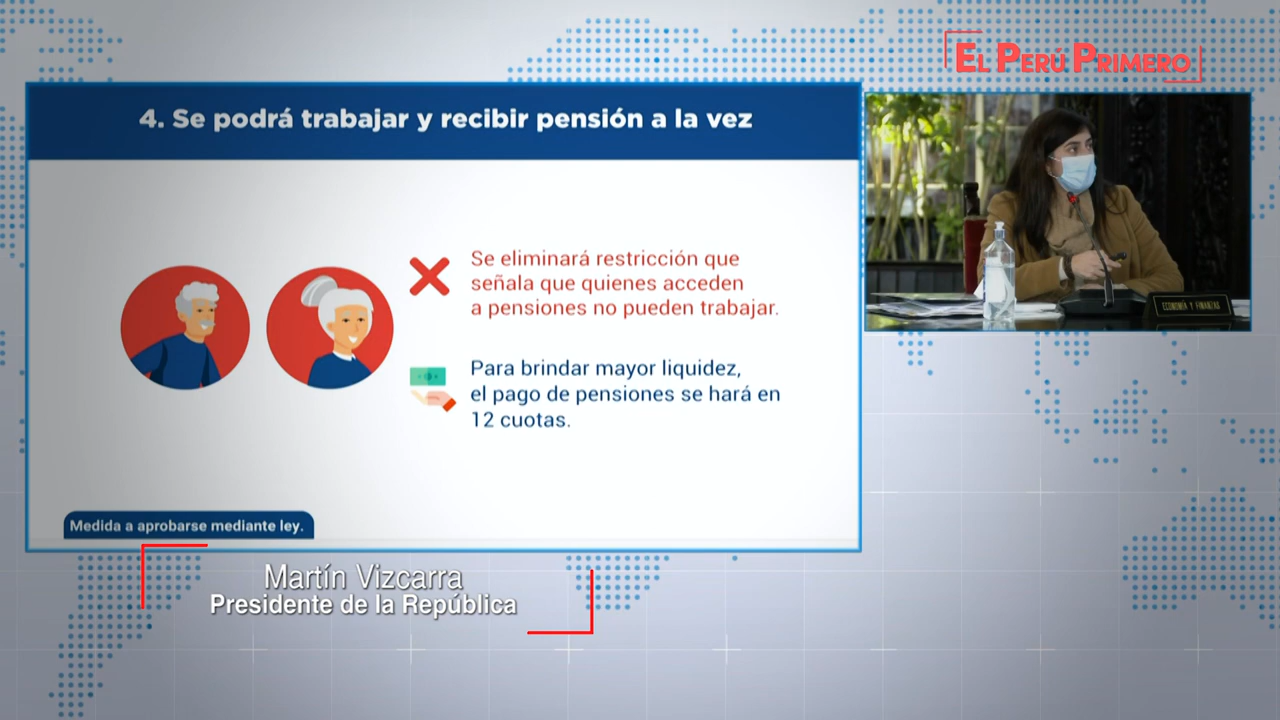 EL PERÚ PRIMERO
4. Se podrá trabajar y recibir pensión a la vez
Se eliminará restricción que
señala que quienes acceden
a pensiones no pueden trabajar.
Para brindar mayor liquidez,
el pago de pensiones se hará en
12 cuotas.
Medida a aprobarse mediante ley.
ECONOMÍA Y FINANZAS
Martín Vizcarra
Presidente de la República